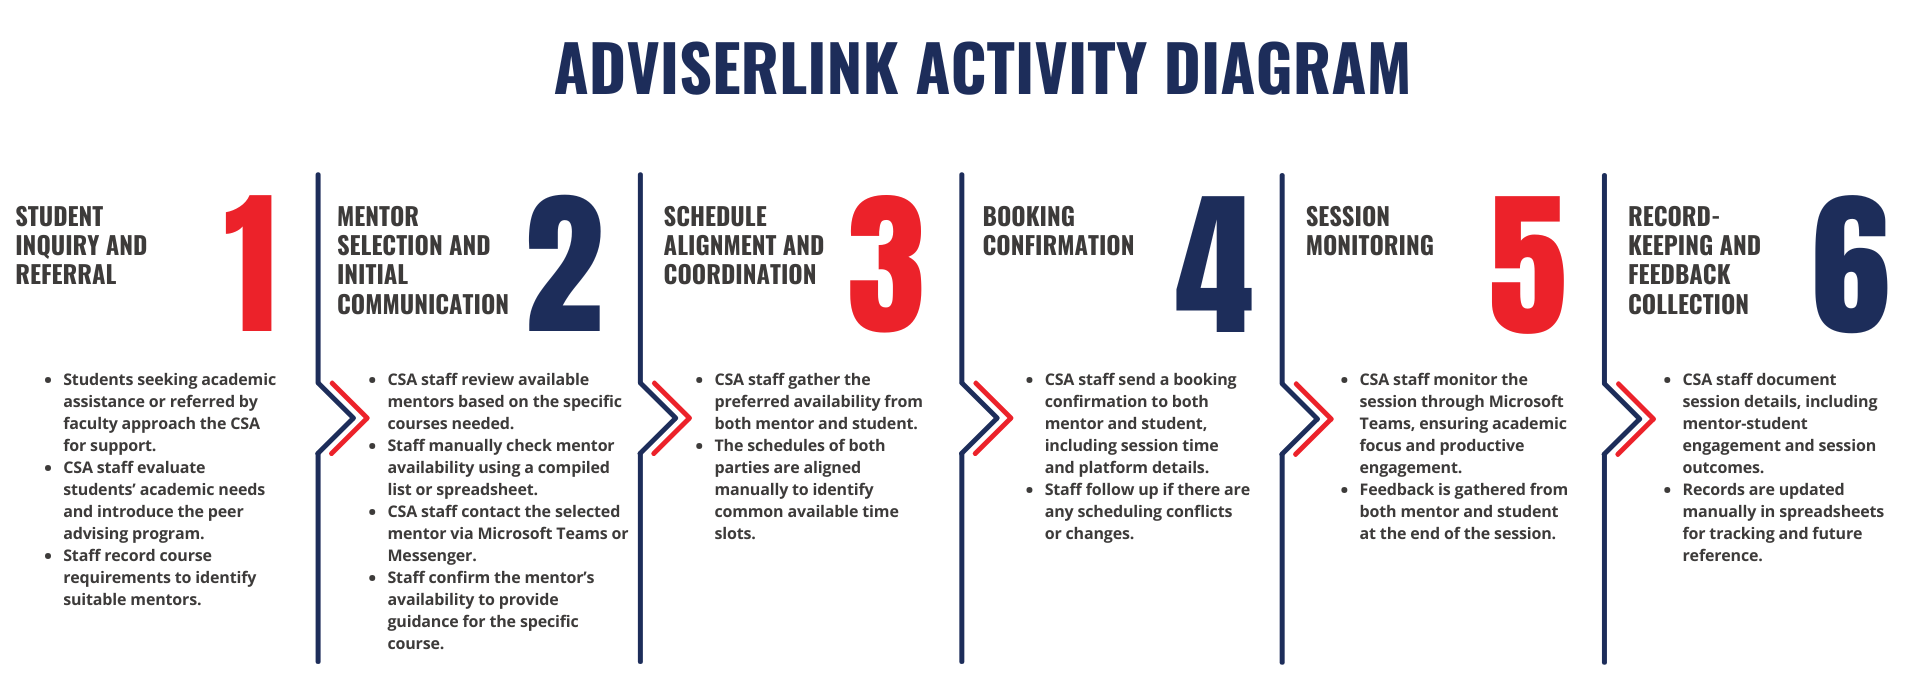 ADVISERLINK ACTIVITY DIAGRAM
STUDENT
INQUIRY AND
REFERRAL
1
• Students seeking academic
assistance or referred by
faculty approach the CSA
for support.
• CSA staff evaluate
students’ academic needs
and introduce the peer
advising program.
• Staff record course
requirements to identify
suitable mentors.
MENTOR
SELECTION AND
INITIAL
COMMUNICATION
2
• CSA staff review available
mentors based on the specific
courses needed.
• Staff manually check mentor
availability using a compiled
list or spreadsheet.
• CSA staff contact the selected
mentor via Microsoft Teams or
Messenger.
• Staff confirm the mentor’s
availability to provide
guidance for the specific
course.
SCHEDULE
ALIGNMENT AND
COORDINATION
3
• CSA staff gather the
preferred availability from
both mentor and student.
• The schedules of both
parties are aligned
manually to identify
common available time
slots.
BOOKING
CONFIRMATION
4
• CSA staff send a booking
confirmation to both
mentor and student,
including session time
and platform details.
• Staff follow up if there are
any scheduling conflicts
or changes.
SESSION
MONITORING
5
• CSA staff monitor the
session through Microsoft
Teams, ensuring academic
focus and productive
engagement.
• Feedback is gathered from
both mentor and student
at the end of the session.
RECORD-
KEEPING AND
FEEDBACK
COLLECTION
6
• CSA staff document
session details, including
mentor-student
engagement and session
outcomes.
• Records are updated
manually in spreadsheets
for tracking and future
reference.